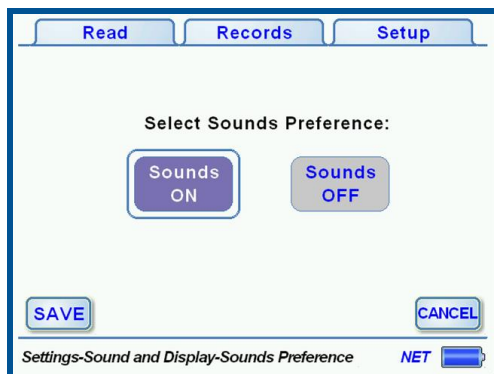 Read Records Setup
Select Sounds Preference:
Sounds ON
Sounds OFF
SAVE CANCEL
Settings-Sound and Display-Sounds Preference NET